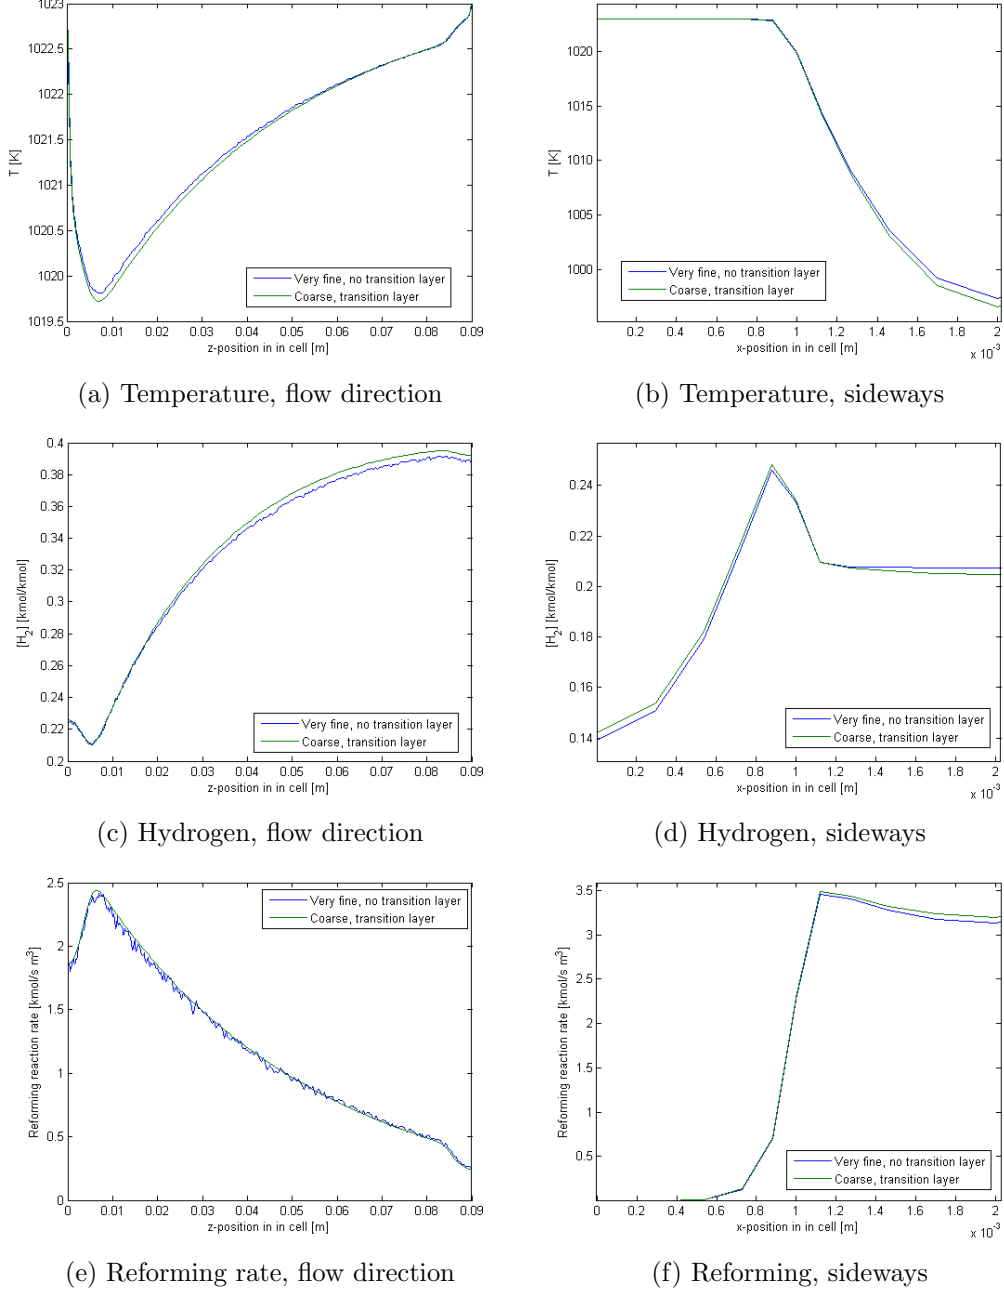 1023
1022.5
1022
1021.5
1021
1020.5
1020
1019.5
T [K]
0 0.01 0.02 0.03 0.04 0.05 0.06 0.07 0.08 0.09
z-position in in cell [m]
Very fine, no transition layer
Coarse, transition layer
(a) Temperature, flow direction
1020
1015
1010
1005
1000
T [K]
0.2 0.4 0.6 0.8 1 1.2 1.4 1.6 1.8 2
x-position in in cell [m]
x 10⁻³
Very fine, no transition layer
Coarse, transition layer
(b) Temperature, sideways
0.4
0.38
0.36
0.34
0.32
0.3
0.28
0.26
0.24
0.22
0.2
[H₂] [kmol/kmol]
0 0.01 0.02 0.03 0.04 0.05 0.06 0.07 0.08 0.09
z-position in in cell [m]
Very fine, no transition layer
Coarse, transition layer
(c) Hydrogen, flow direction
0.24
0.22
0.2
0.18
0.16
0.14
[H₂] [kmol/kmol]
0.2 0.4 0.6 0.8 1 1.2 1.4 1.6 1.8 2
x-position in in cell [m]
x 10⁻³
Very fine, no transition layer
Coarse, transition layer
(d) Hydrogen, sideways
2.5
2
1.5
1
0.5
0
Reforming reaction rate [kmol/s m³]
0 0.01 0.02 0.03 0.04 0.05 0.06 0.07 0.08 0.09
z-position in in cell [m]
Very fine, no transition layer
Coarse, transition layer
(e) Reforming rate, flow direction
3.5
3
2.5
2
1.5
1
0.5
Reforming reaction rate [kmol/s m³]
0 0.2 0.4 0.6 0.8 1 1.2 1.4 1.6 1.8 2
x-position in in cell [m]
x 10⁻³
Very fine, no transition layer
Coarse, transition layer
(f) Reforming, sideways